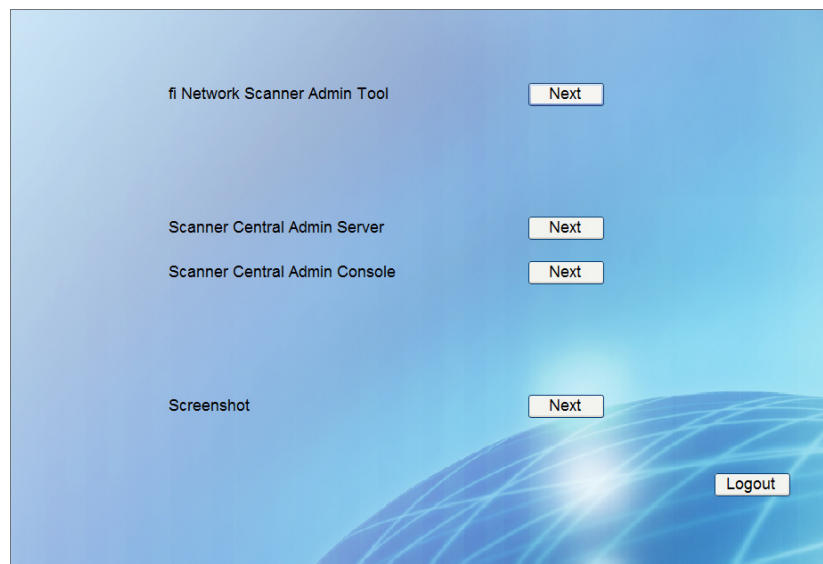 fi Network Scanner Admin Tool Next
Scanner Central Admin Server Next
Scanner Central Admin Console Next
Screenshot Next
Logout